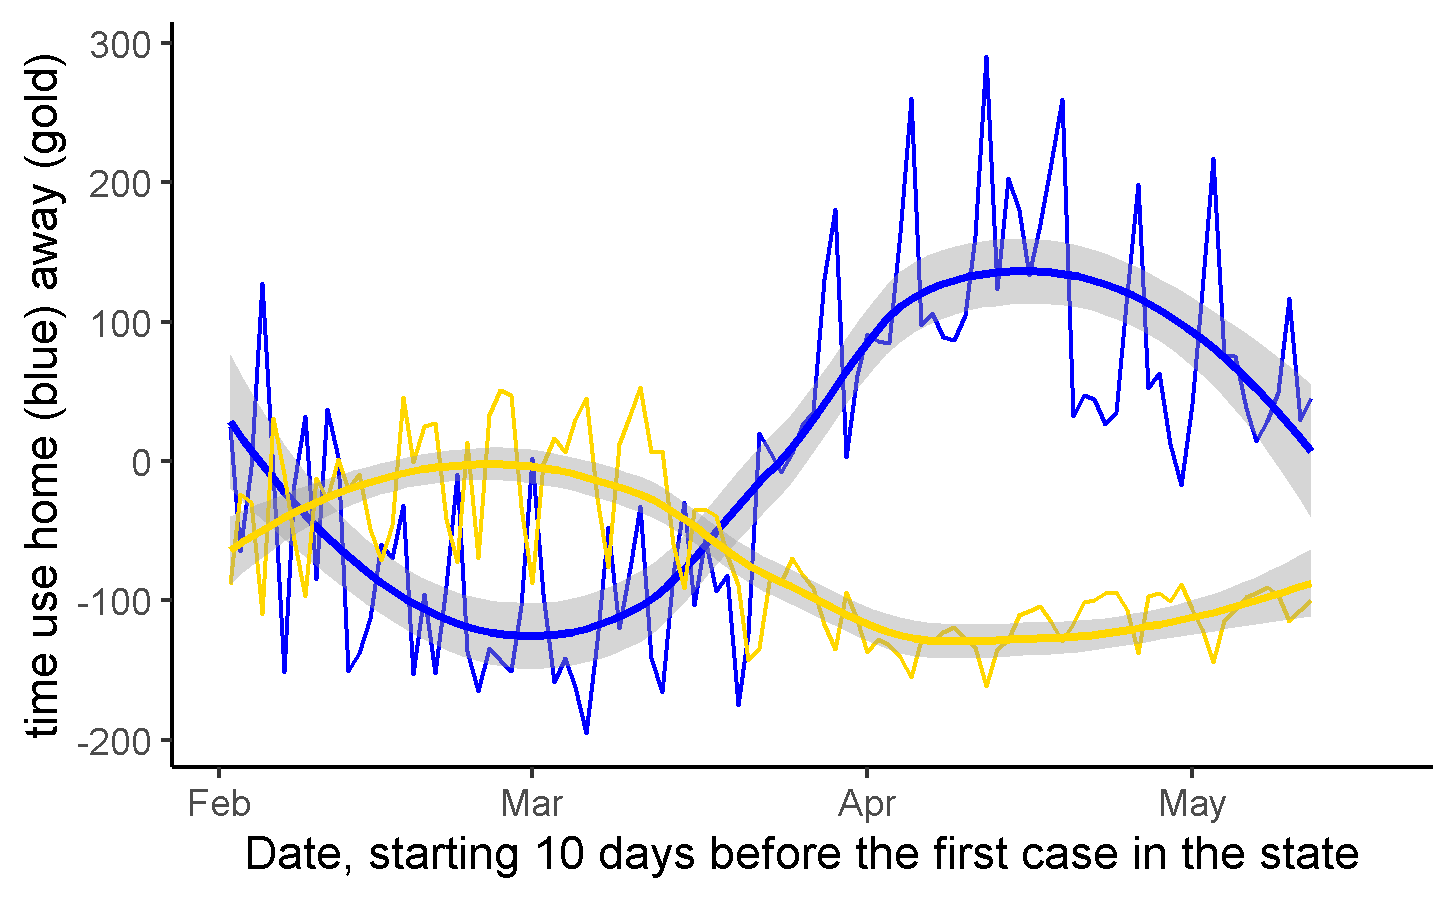 time use home (blue) away (gold)
300
200
100
0
-100
-200
Feb
Mar
Apr
May
Date, starting 10 days before the first case in the state